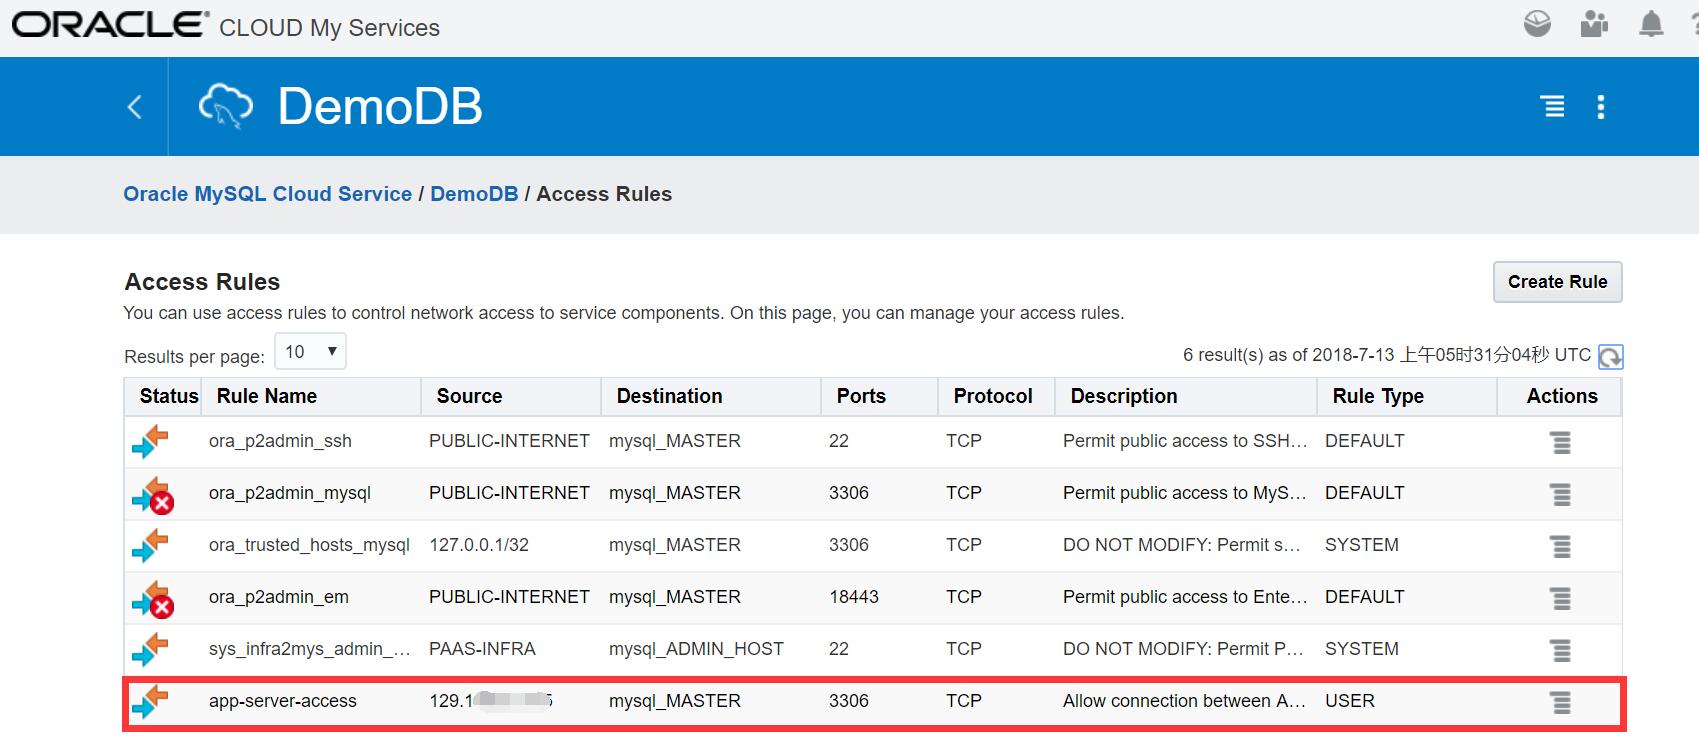 ORACLE® CLOUD My Services
DemoDB
Oracle MySQL Cloud Service / DemoDB / Access Rules
Access Rules
Create Rule
You can use access rules to control network access to service components. On this page, you can manage your access rules.
Results per page: 10
6 result(s) as of 2018-7-13 上午05时31分04秒 UTC
Status Rule Name Source Destination Ports Protocol Description Rule Type Actions
ora_p2admin_ssh PUBLIC-INTERNET mysql_MASTER 22 TCP Permit public access to SSH... DEFAULT
ora_p2admin_mysql PUBLIC-INTERNET mysql_MASTER 3306 TCP Permit public access to MyS... DEFAULT
ora_trusted_hosts_mysql 127.0.0.1/32 mysql_MASTER 3306 TCP DO NOT MODIFY: Permit s... SYSTEM
ora_p2admin_em PUBLIC-INTERNET mysql_MASTER 18443 TCP Permit public access to Ente... DEFAULT
sys_infra2mys_admin_... PAAS-INFRA mysql_ADMIN_HOST 22 TCP DO NOT MODIFY: Permit P... SYSTEM
app-server-access mysql_MASTER 3306 TCP Allow connection between A... USER